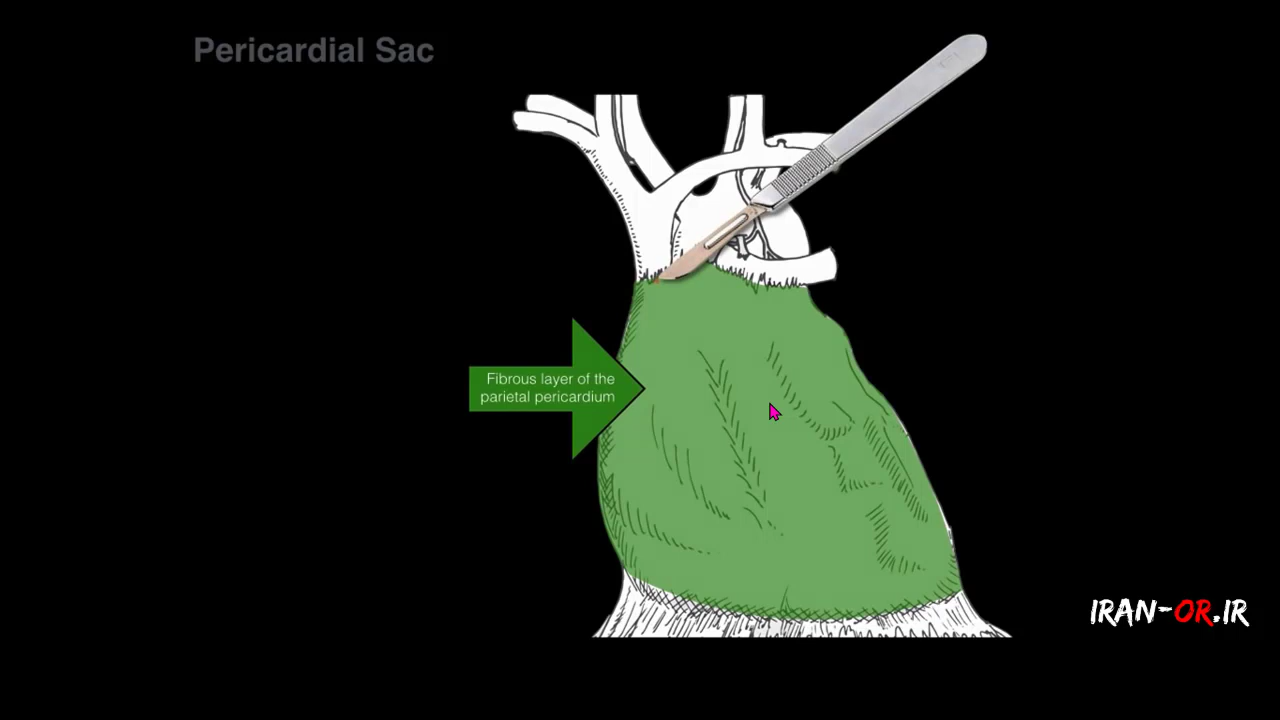 Pericardial Sac
Fibrous layer of the
parietal pericardium
IRAN-OR.IR